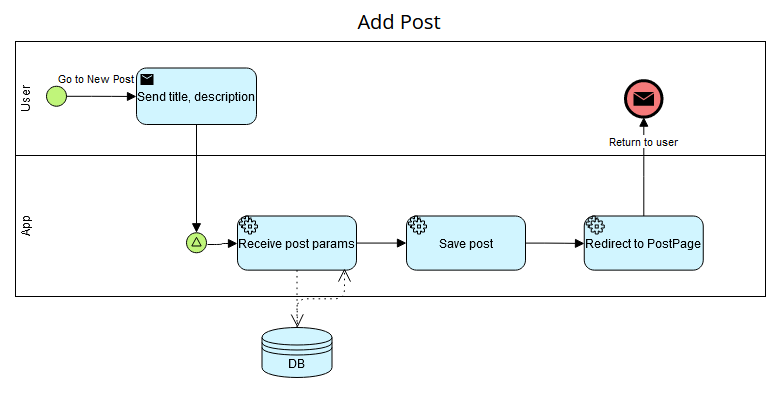 Add Post
User
Go to New Post
Send title, description
Return to user
App
Receive post params
Save post
Redirect to PostPage
DB